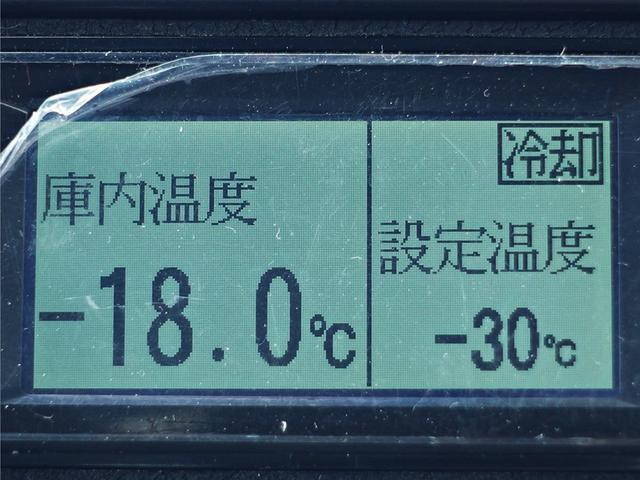 庫内温度
-18.0℃
冷却
設定温度
-30℃